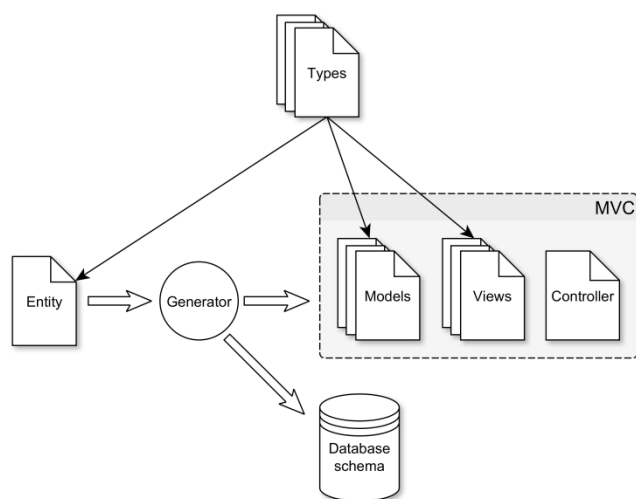 Types
MVC
Entity
Generator
Models
Views
Controller
Database
schema